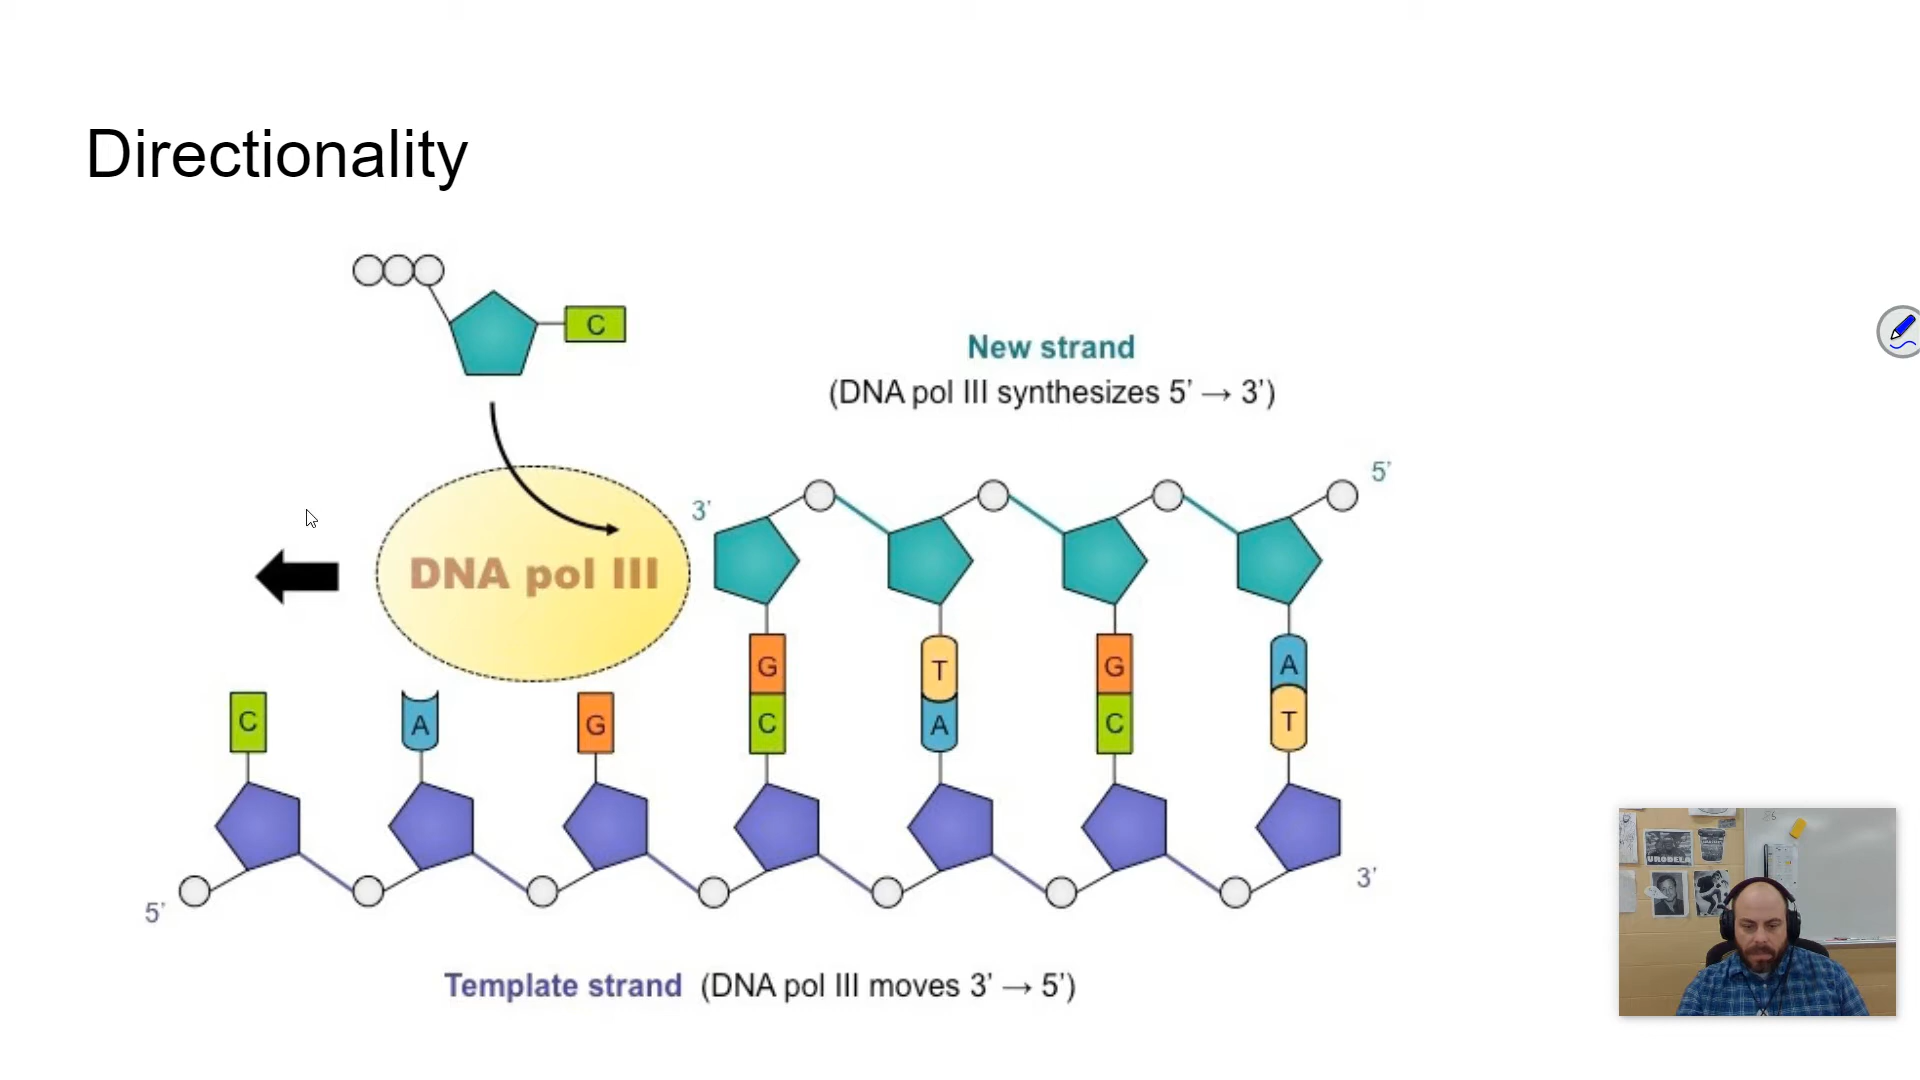 Directionality
C
New strand
(DNA pol III synthesizes 5’ → 3’)
5’
3’
DNA pol III
G T G A
C A G C A C T
5’
3’
Template strand (DNA pol III moves 3’ → 5’)
URODELA